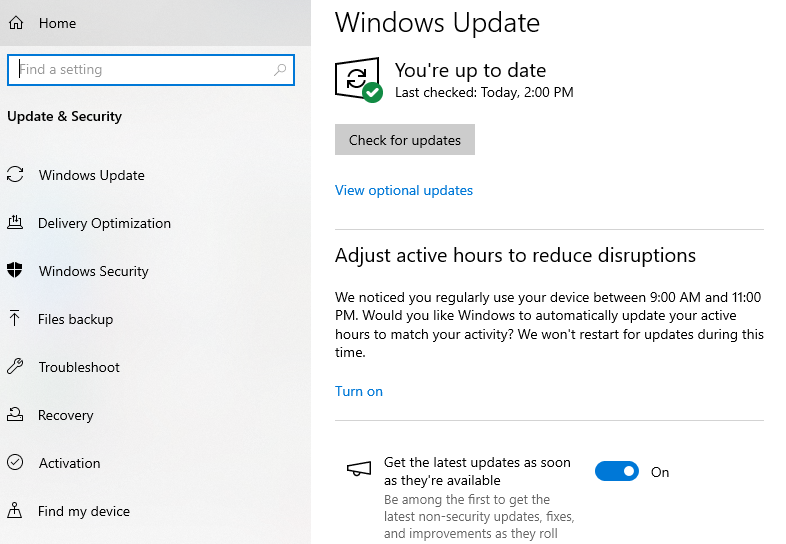 Home
Find a setting
Update & Security
Windows Update
Delivery Optimization
Windows Security
Files backup
Troubleshoot
Recovery
Activation
Find my device
Windows Update
You're up to date
Last checked: Today, 2:00 PM
Check for updates
View optional updates
Adjust active hours to reduce disruptions
We noticed you regularly use your device between 9:00 AM and 11:00
PM. Would you like Windows to automatically update your active
hours to match your activity? We won't restart for updates during this
time.
Turn on
Get the latest updates as soon
as they're available
On
Be among the first to get the
latest non-security updates, fixes,
and improvements as they roll